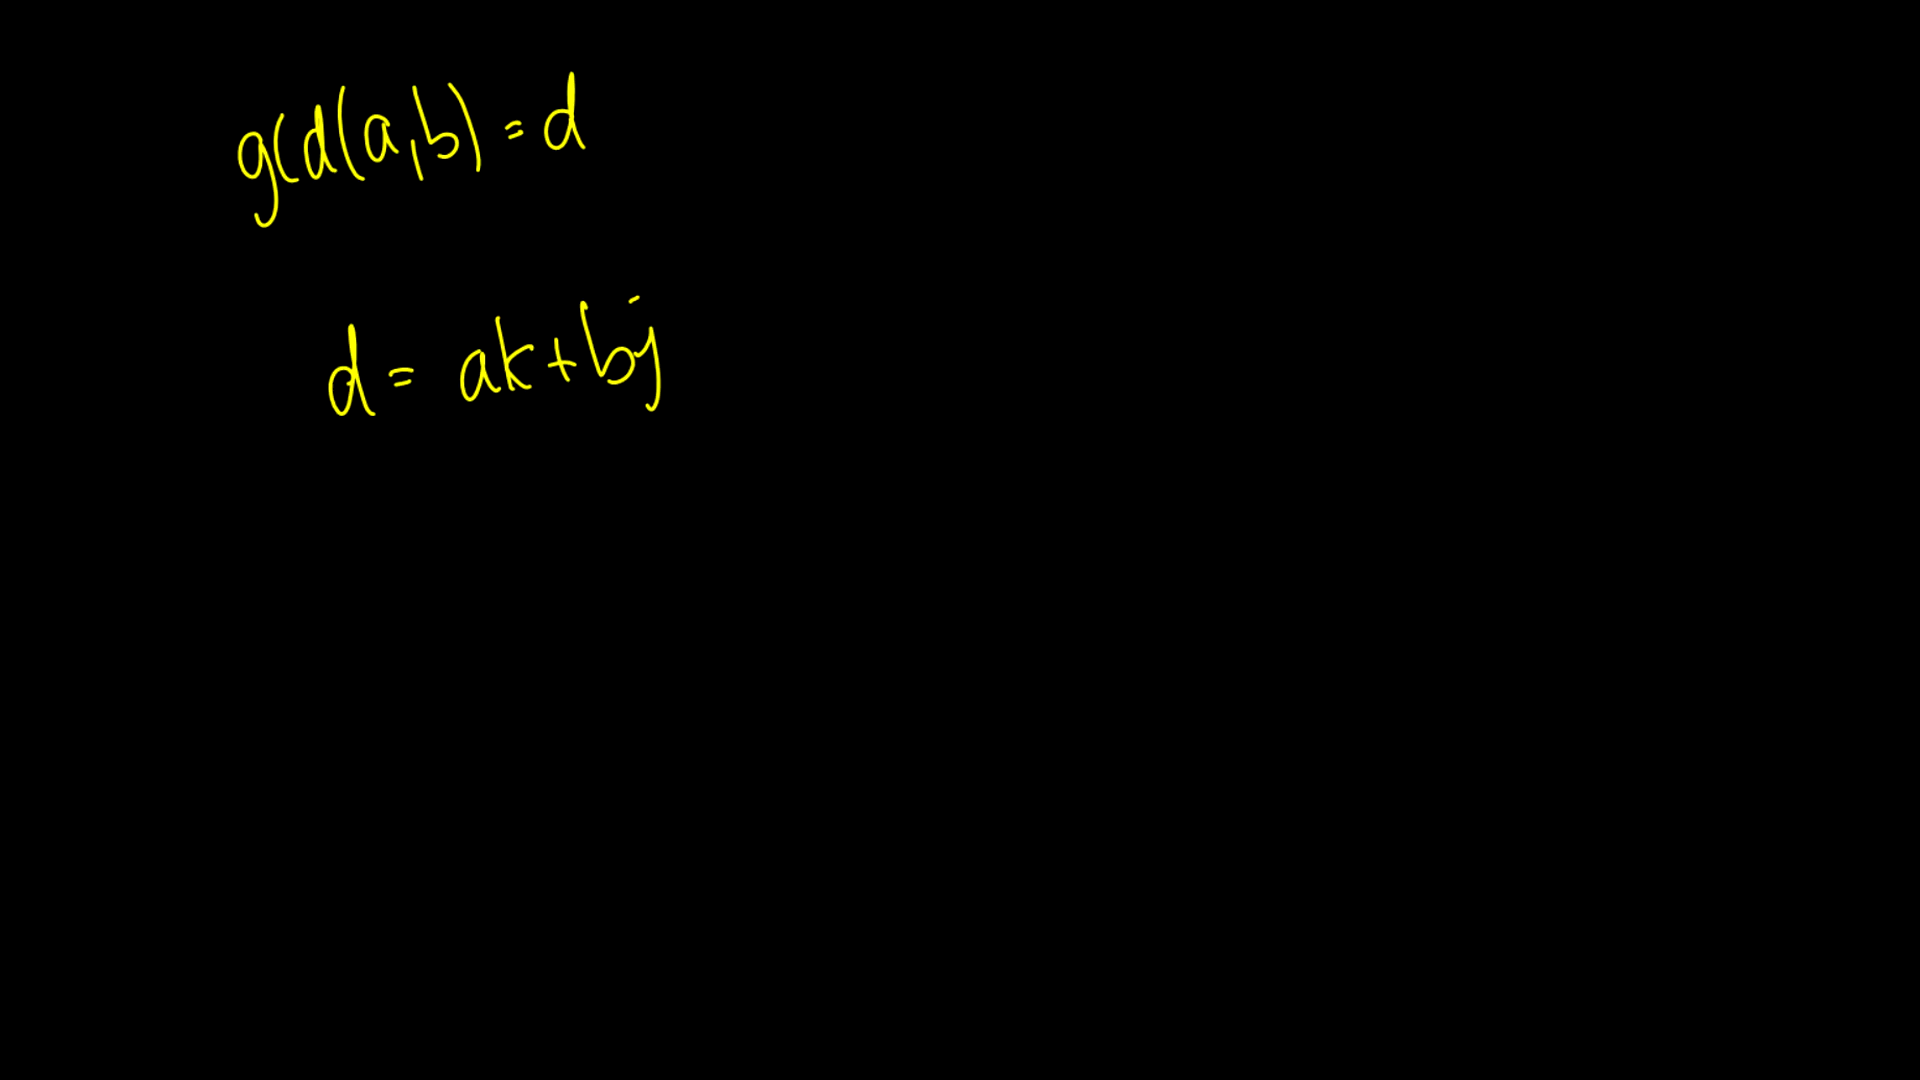 gcd(a,b) = d
d = ak + bj